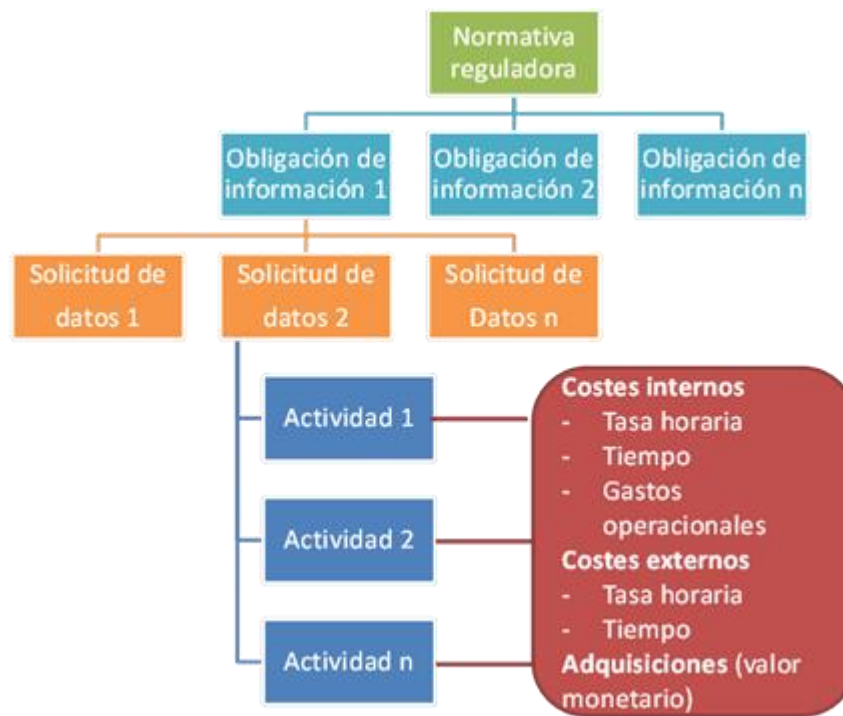 Normativa
reguladora
Obligación de
información 1
Obligación de
información 2
Obligación de
información n
Solicitud de
datos 1
Solicitud de
datos 2
Solicitud de
Datos n
Actividad 1
Actividad 2
Actividad n
Costes internos
- Tasa horaria
- Tiempo
- Gastos
operacionales
Costes externos
- Tasa horaria
- Tiempo
Adquisiciones (valor
monetario)